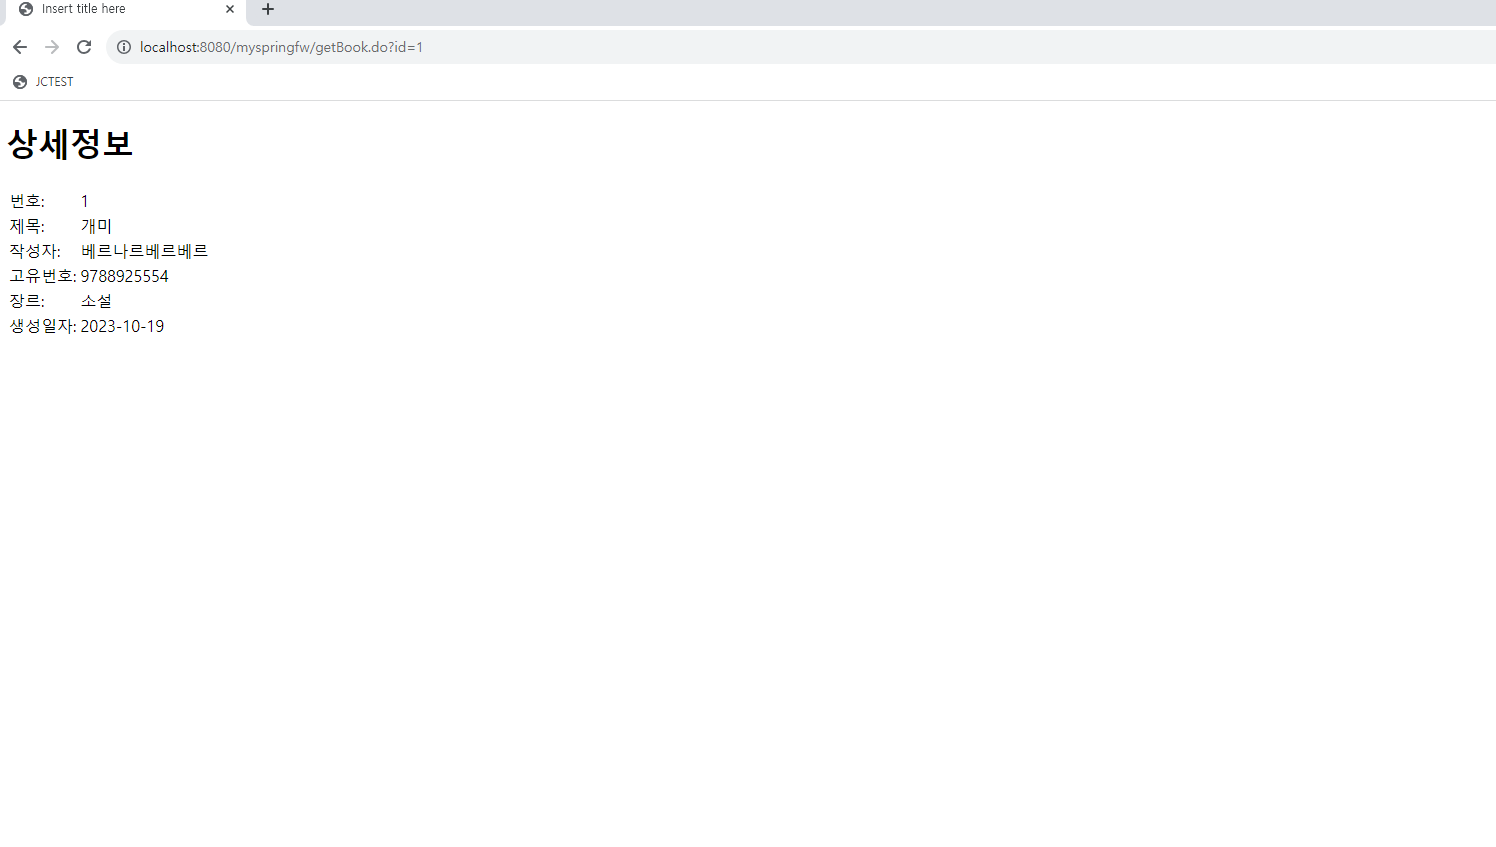 Insert title here
localhost:8080/myspringfw/getBook.do?id=1
JCTEST
상세정보
번호: 1
제목: 개미
작성자: 베르나르베르베르
고유번호: 9788925554
장르: 소설
생성일자: 2023-10-19